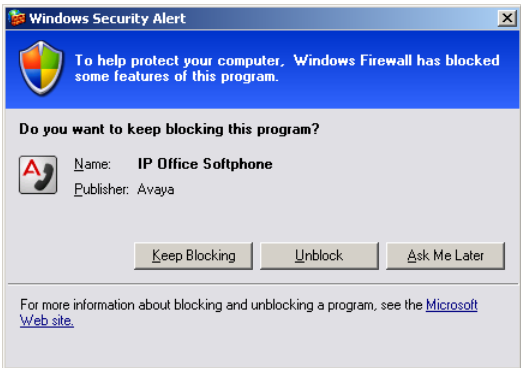 Windows Security Alert
To help protect your computer, Windows Firewall has blocked
some features of this program.
Do you want to keep blocking this program?
Name: IP Office Softphone
Publisher: Avaya
Keep Blocking Unblock Ask Me Later
For more information about blocking and unblocking a program, see the Microsoft
Web site.